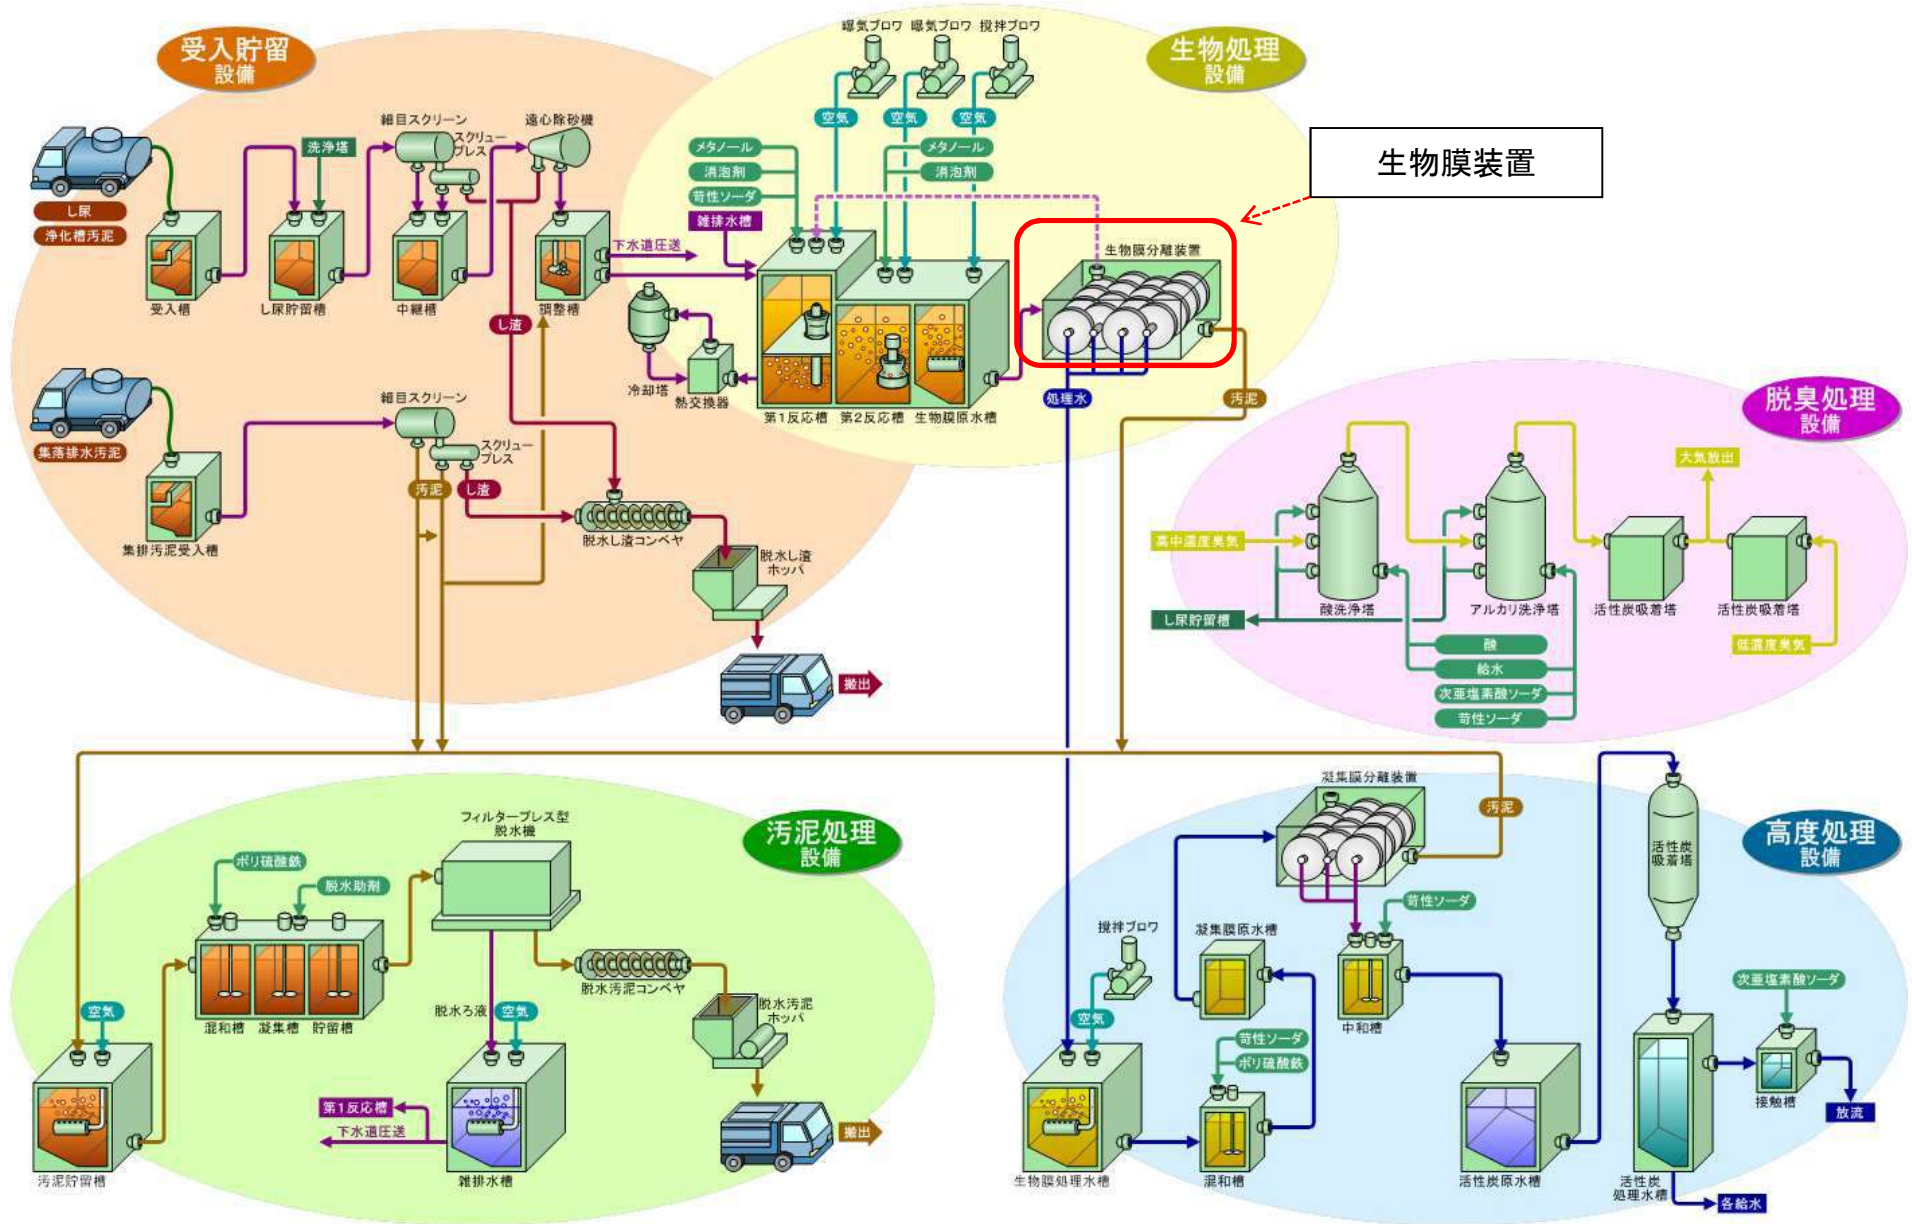 受入貯留
設備
生物処理
設備
曝気ブロワ
曝気ブロワ
撹拌ブロワ
空気
空気
空気
生物膜装置
細目スクリーン
スクリュー
プレス
遠心除砂機
洗浄塔
し尿
浄化槽汚泥
受入槽
し尿貯留槽
中継槽
調整槽
下水道圧送
し渣
メタノール
消泡剤
苛性ソーダ
雑排水槽
メタノール
消泡剤
冷却塔
熱交換器
第1反応槽
第2反応槽
生物膜原水槽
生物膜分離装置
処理水
汚泥
集落排水汚泥
集排汚泥受入槽
細目スクリーン
スクリュー
プレス
汚泥
し渣
脱水し渣コンベヤ
脱水し渣
ホッパ
搬出
脱臭処理
設備
大気放出
高中濃度臭気
酸洗浄塔
アルカリ洗浄塔
活性炭吸着塔
活性炭吸着塔
し尿貯留槽
低濃度臭気
酸
給水
次亜塩素酸ソーダ
苛性ソーダ
汚泥処理
設備
フィルタープレス型
脱水機
ポリ硫酸鉄
脱水助剤
混和槽
凝集槽
貯留槽
空気
脱水ろ液
空気
脱水汚泥コンベヤ
脱水汚泥
ホッパ
第1反応槽
下水道圧送
搬出
汚泥貯留槽
雑排水槽
高度処理
設備
凝集膜分離装置
汚泥
活性炭
吸着塔
苛性ソーダ
撹拌ブロワ
凝集膜原水槽
空気
中和槽
次亜塩素酸ソーダ
苛性ソーダ
ポリ硫酸鉄
接触槽
放流
生物膜処理水槽
混和槽
活性炭原水槽
活性炭
処理水槽
各給水